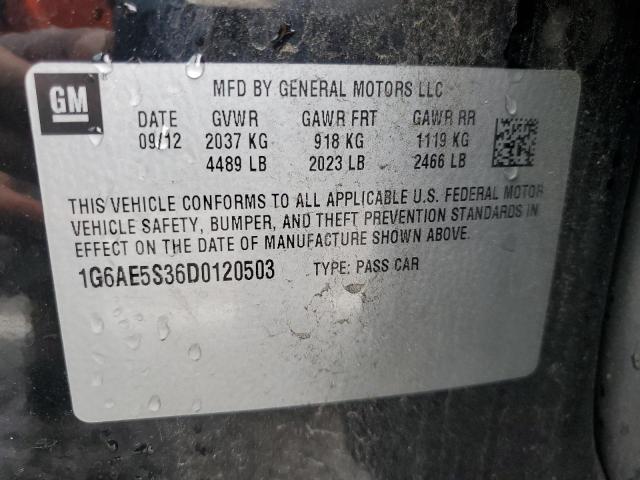 GM
MFD BY GENERAL MOTORS LLC
DATE GVWR GAWR FRT GAWR RR
09/12 2037 KG 918 KG 1119 KG
4489 LB 2023 LB 2466 LB
THIS VEHICLE CONFORMS TO ALL APPLICABLE U.S. FEDERAL MOTOR
VEHICLE SAFETY, BUMPER, AND THEFT PREVENTION STANDARDS IN
EFFECT ON THE DATE OF MANUFACTURE SHOWN ABOVE.
1G6AE5S36D0120503 TYPE: PASS CAR